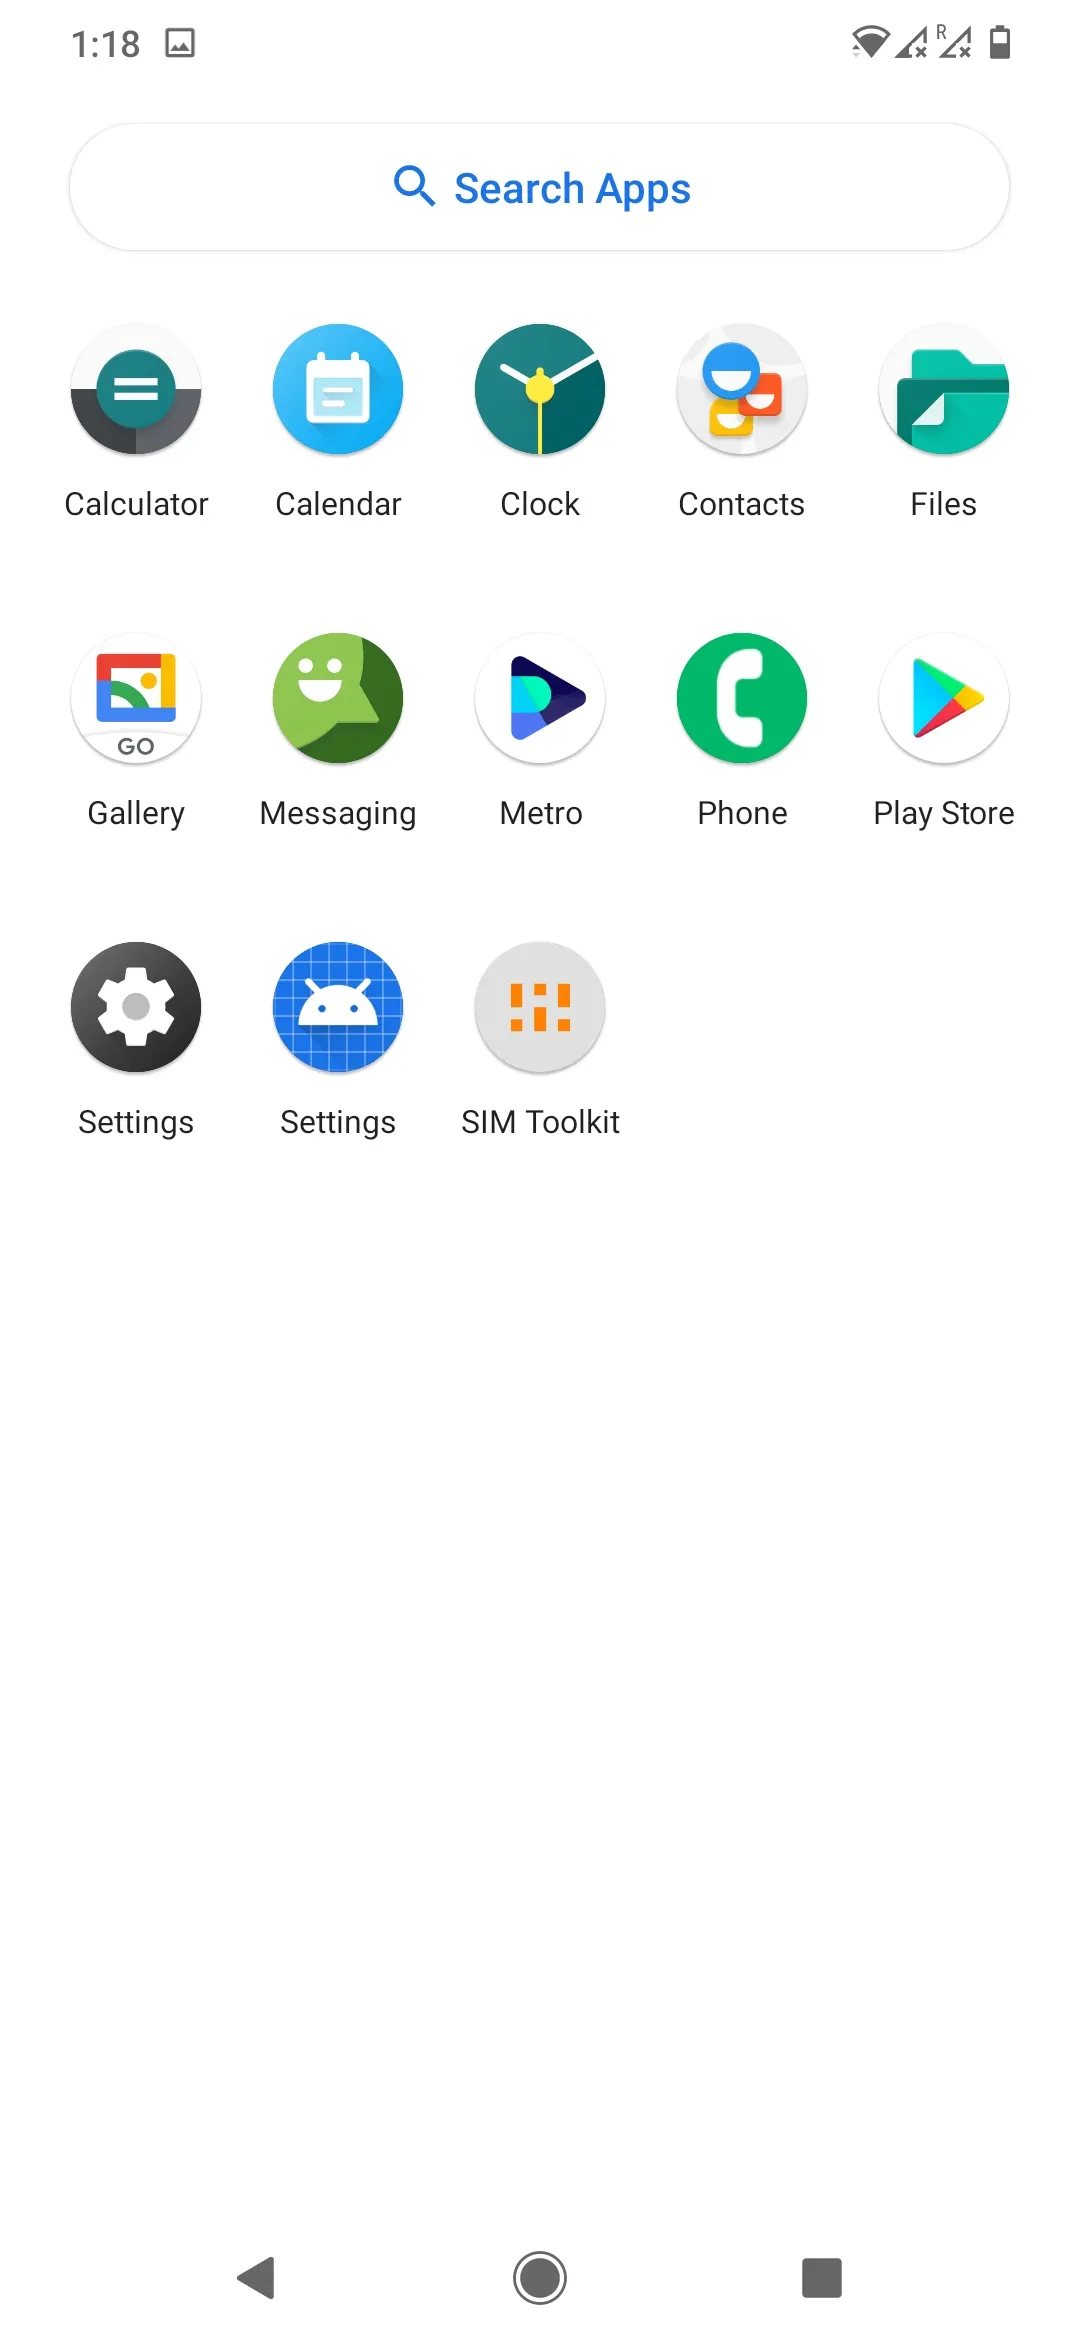 1:18
R
Search Apps
Calculator Calendar Clock Contacts Files
GO
Gallery Messaging Metro Phone Play Store
Settings Settings SIM Toolkit